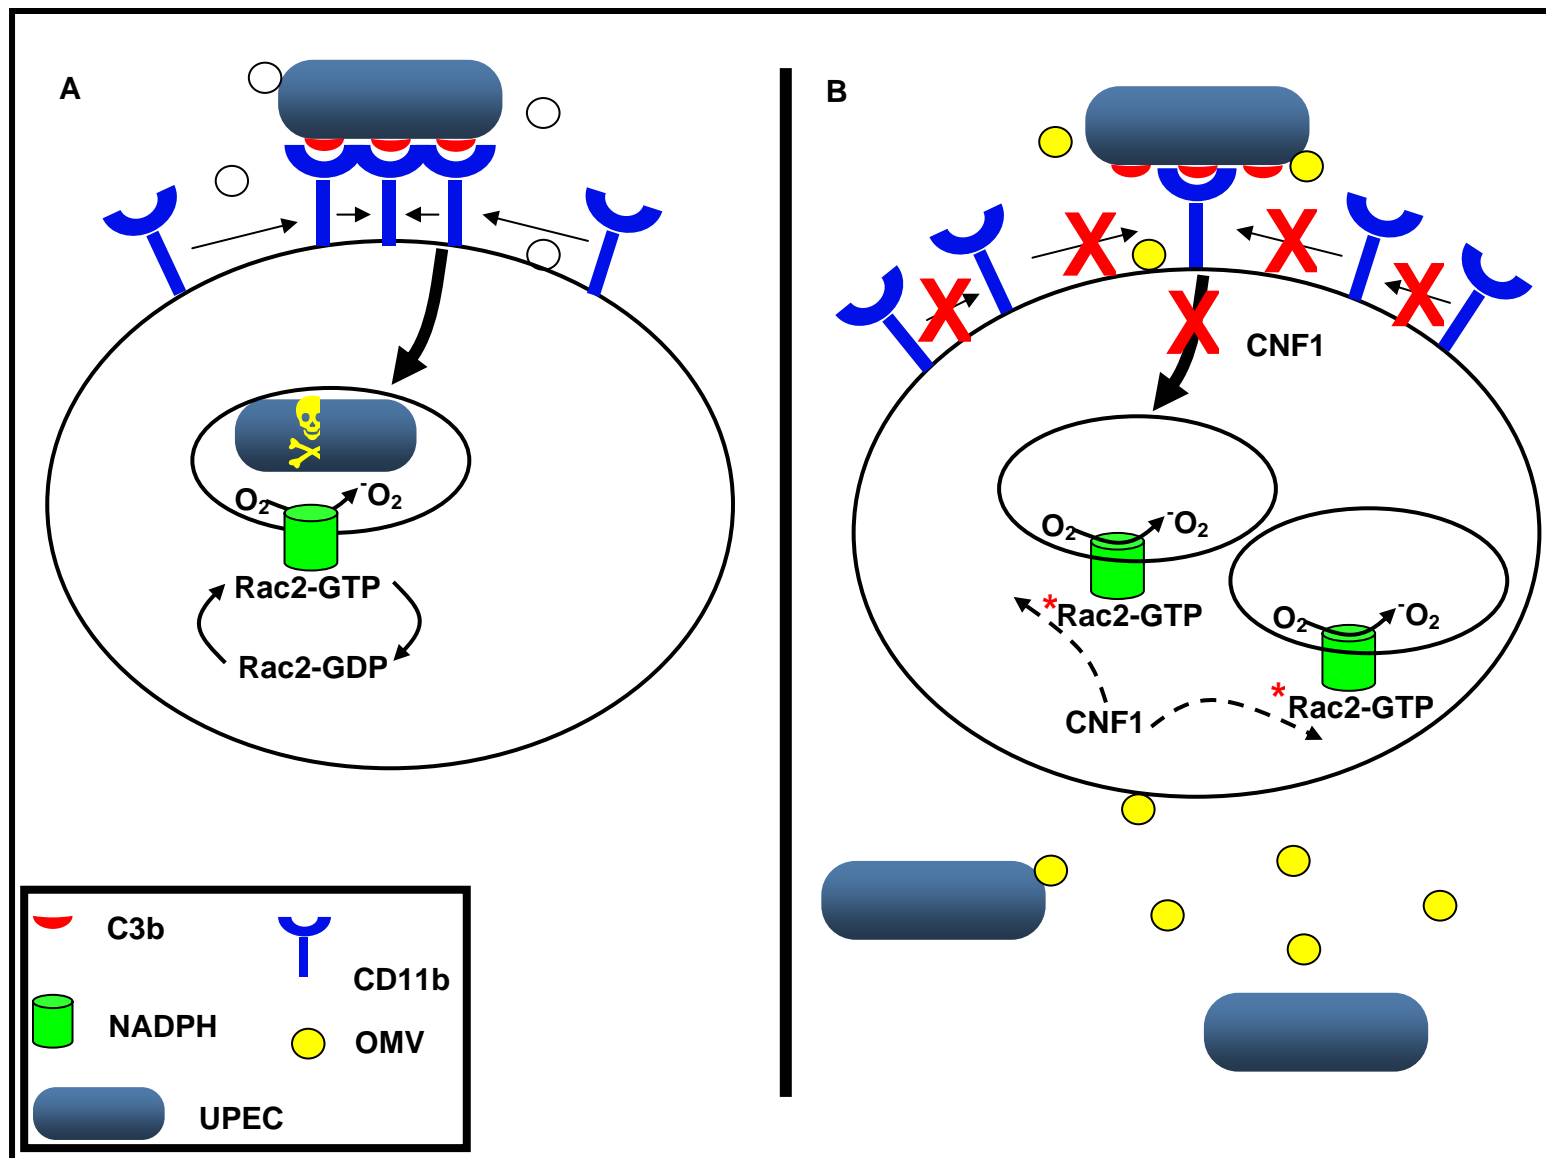 A
O2 -O2
Rac2-GTP
Rac2-GDP
C3b
CD11b
NADPH
OMV
UPEC
B
X X X X X
CNF1
O2 -O2
*Rac2-GTP
O2 -O2
*Rac2-GTP
CNF1